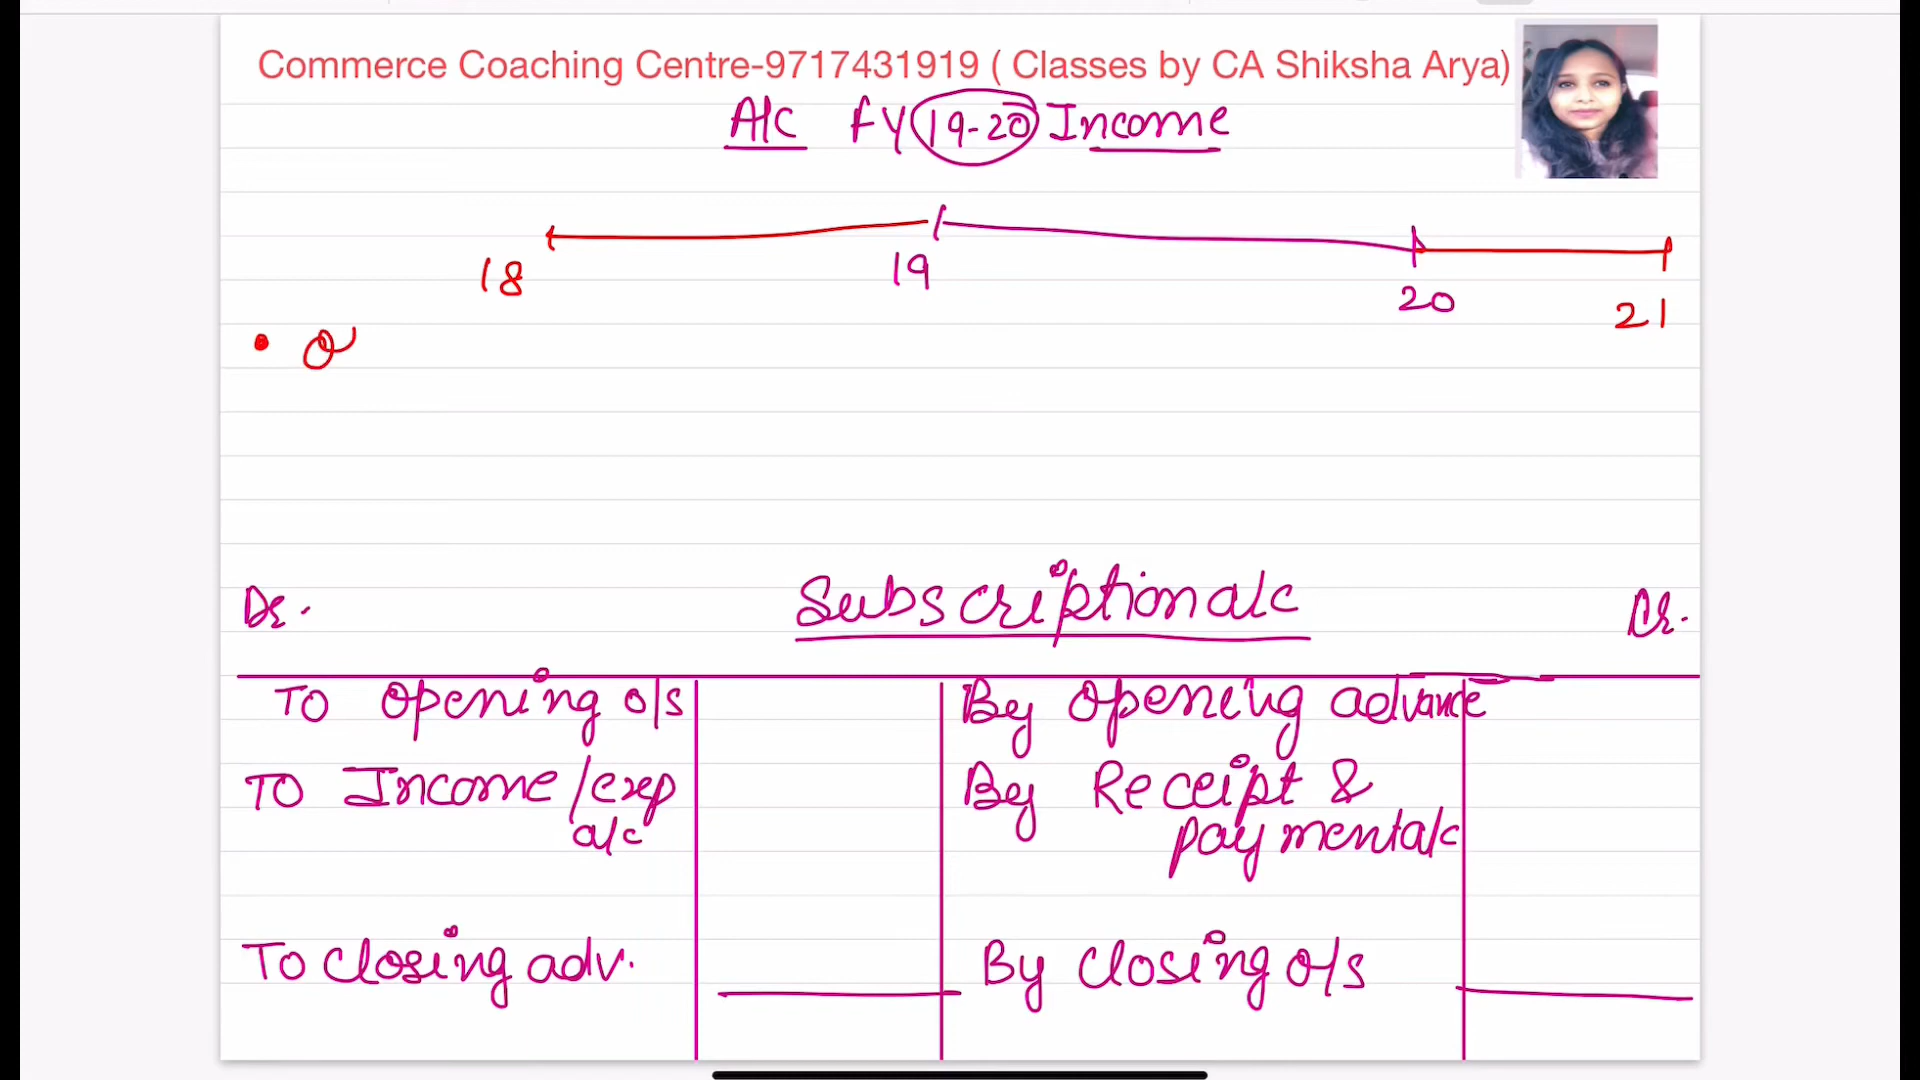 Commerce Coaching Centre-9717431919 ( Classes by CA Shiksha Arya)
A/c fy 19-20 Income
18 19 20 21
• O
Dr. Subscription a/c Cr.
To opening o/s By opening advance
To Income/exp a/c By Receipt & payment a/c
To closing adv. By closing o/s